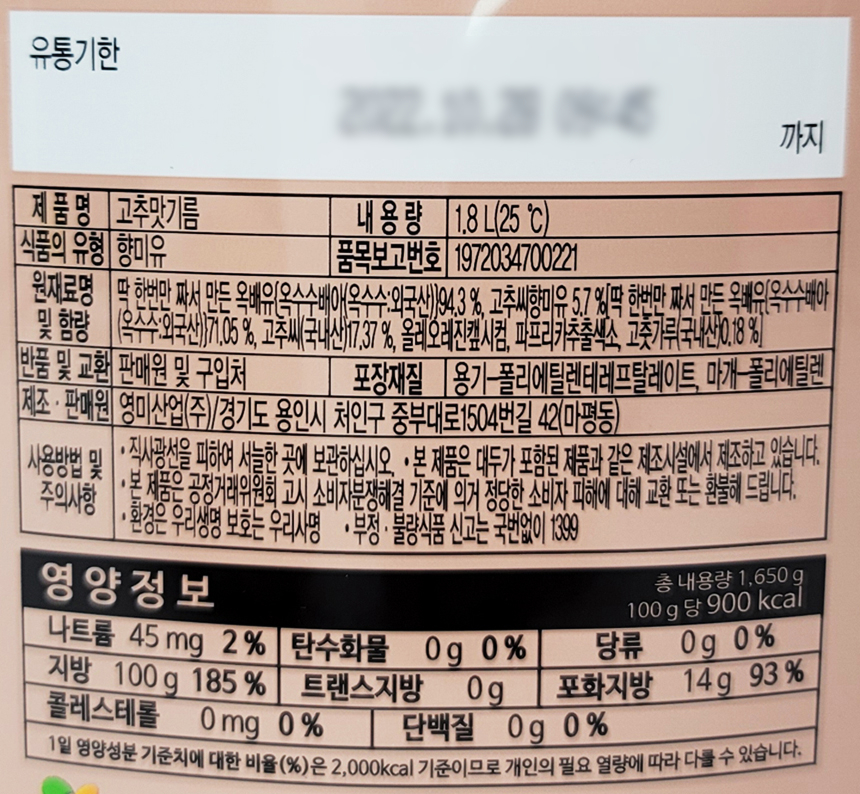 유통기한
까지
제품명 고추맛기름 내용량 1.8 L(25 ℃)
식품의 유형 향미유 품목보고번호 1972034700221
원재료명 딱 한번만 짜서 만든 옥배유{옥수수배아(옥수수:외국산)}94.3 %, 고추씨향미유 5.7 %[딱 한번만 짜서 만든 옥배유{옥수수배아
및 함량 (옥수수:외국산)}71.05 %, 고추씨(국내산)17.37 %, 올레오레진캪시컴, 파프리카추출색소, 고춧가루(국내산)0.18 %]
반품 및 교환 판매원 및 구입처 포장재질 용기-폴리에틸렌테레프탈레이트, 마개-폴리에틸렌
제조·판매원 영미산업(주)/경기도 용인시 처인구 중부대로1504번길 42(마평동)
사용방법 및 •직사광선을 피하여 서늘한 곳에 보관하십시오. •본 제품은 대두가 포함된 제품과 같은 제조시설에서 제조하고 있습니다.
주의사항 •본 제품은 공정거래위원회 고시 소비자분쟁해결 기준에 의거 정당한 소비자 피해에 대해 교환 또는 환불해 드립니다.
•환경은 우리생명 보호는 우리사명 •부정·불량식품 신고는 국번없이 1399
영양정보 총 내용량 1,650 g
100 g 당 900 kcal
나트륨 45 mg 2 % 탄수화물 0 g 0 % 당류 0 g 0 %
지방 100 g 185 % 트랜스지방 0 g 포화지방 14 g 93 %
콜레스테롤 0 mg 0 % 단백질 0 g 0 %
1일 영양성분 기준치에 대한 비율(%)은 2,000kcal 기준이므로 개인의 필요 열량에 따라 다를 수 있습니다.